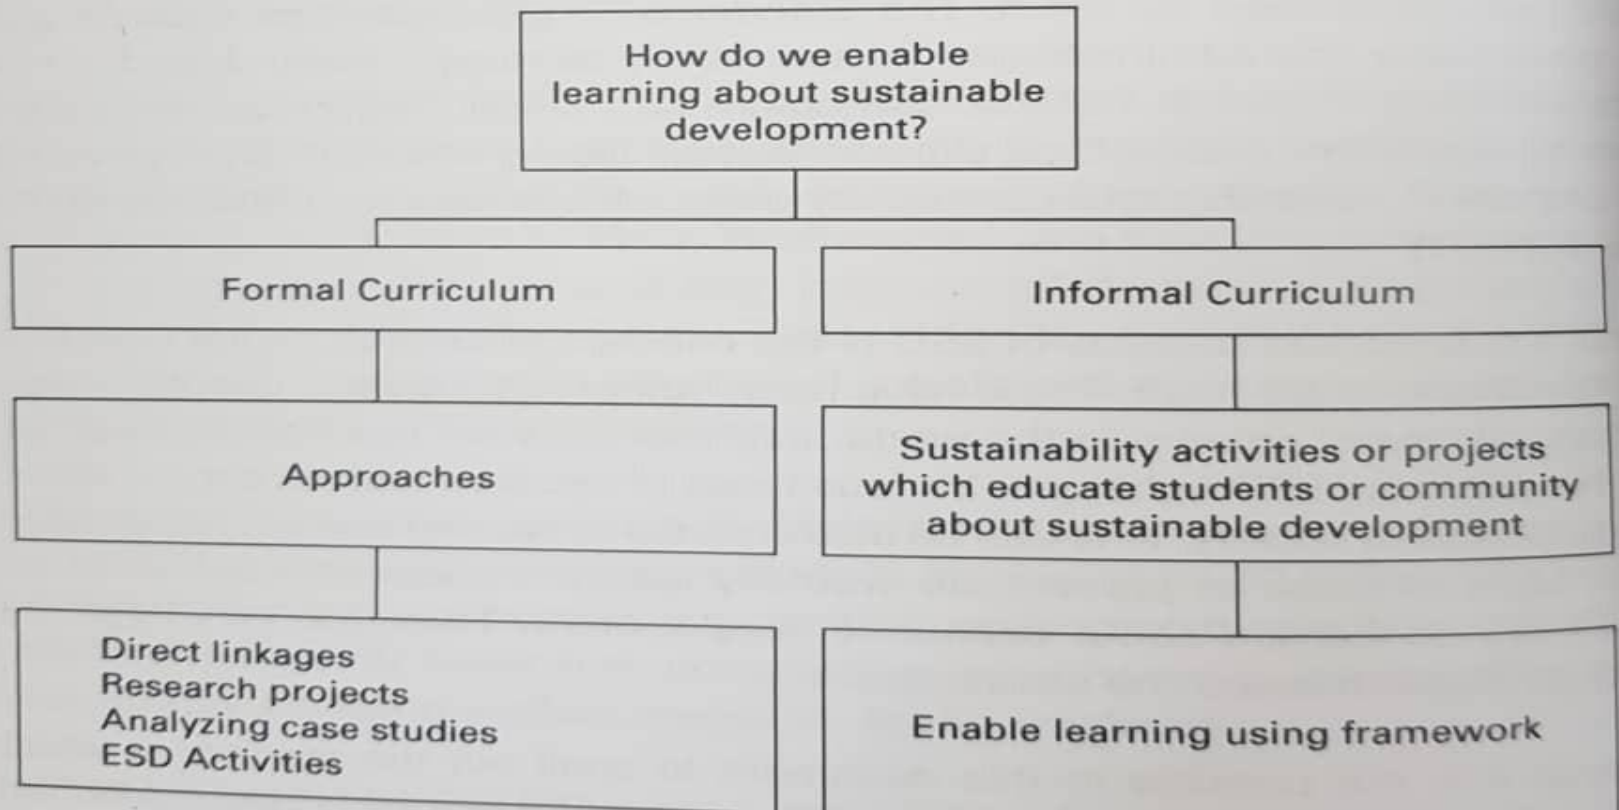 How do we enable
learning about sustainable
development?
Formal Curriculum
Informal Curriculum
Approaches
Sustainability activities or projects
which educate students or community
about sustainable development
Direct linkages
Research projects
Analyzing case studies
ESD Activities
Enable learning using framework